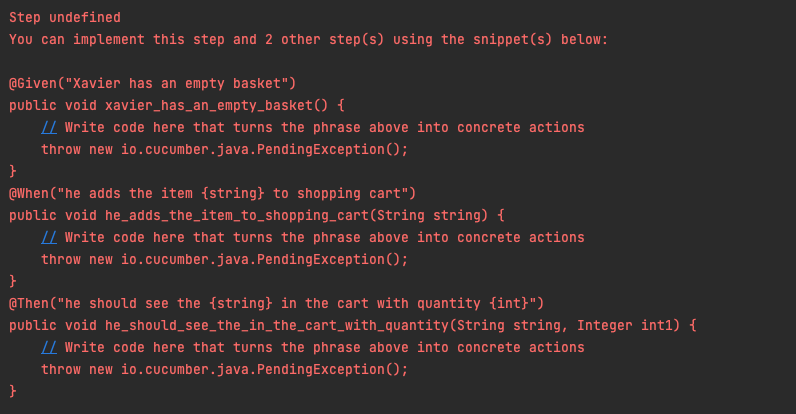 Step undefined
You can implement this step and 2 other step(s) using the snippet(s) below:

@Given("Xavier has an empty basket")
public void xavier_has_an_empty_basket() {
    // Write code here that turns the phrase above into concrete actions
    throw new io.cucumber.java.PendingException();
}
@When("he adds the item {string} to shopping cart")
public void he_adds_the_item_to_shopping_cart(String string) {
    // Write code here that turns the phrase above into concrete actions
    throw new io.cucumber.java.PendingException();
}
@Then("he should see the {string} in the cart with quantity {int}")
public void he_should_see_the_in_the_cart_with_quantity(String string, Integer int1) {
    // Write code here that turns the phrase above into concrete actions
    throw new io.cucumber.java.PendingException();
}